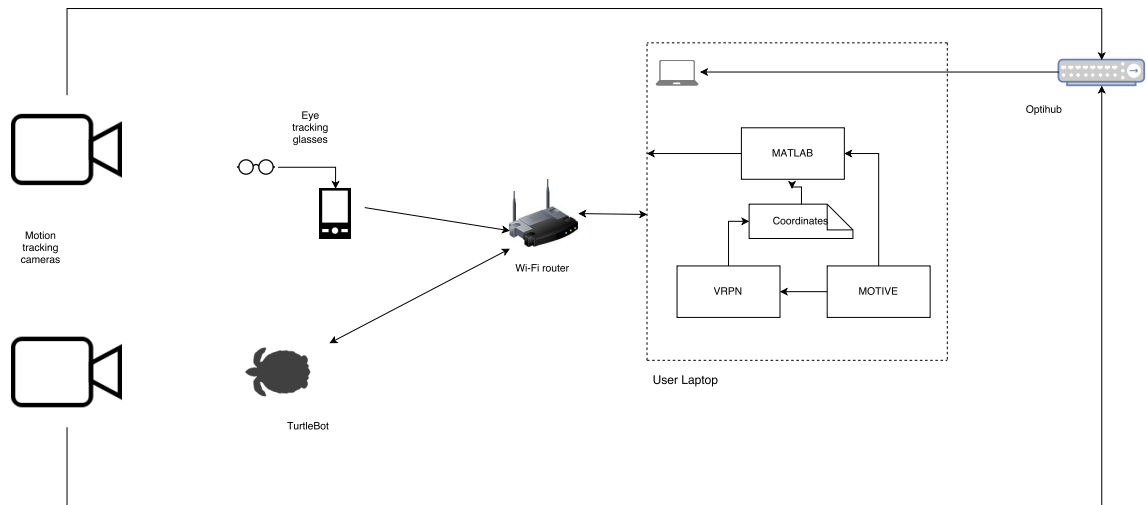 Eye
tracking
glasses
Optihub
MATLAB
Motion
tracking
cameras
Coordinates
Wi-Fi router
VRPN
MOTIVE
User Laptop
TurtleBot